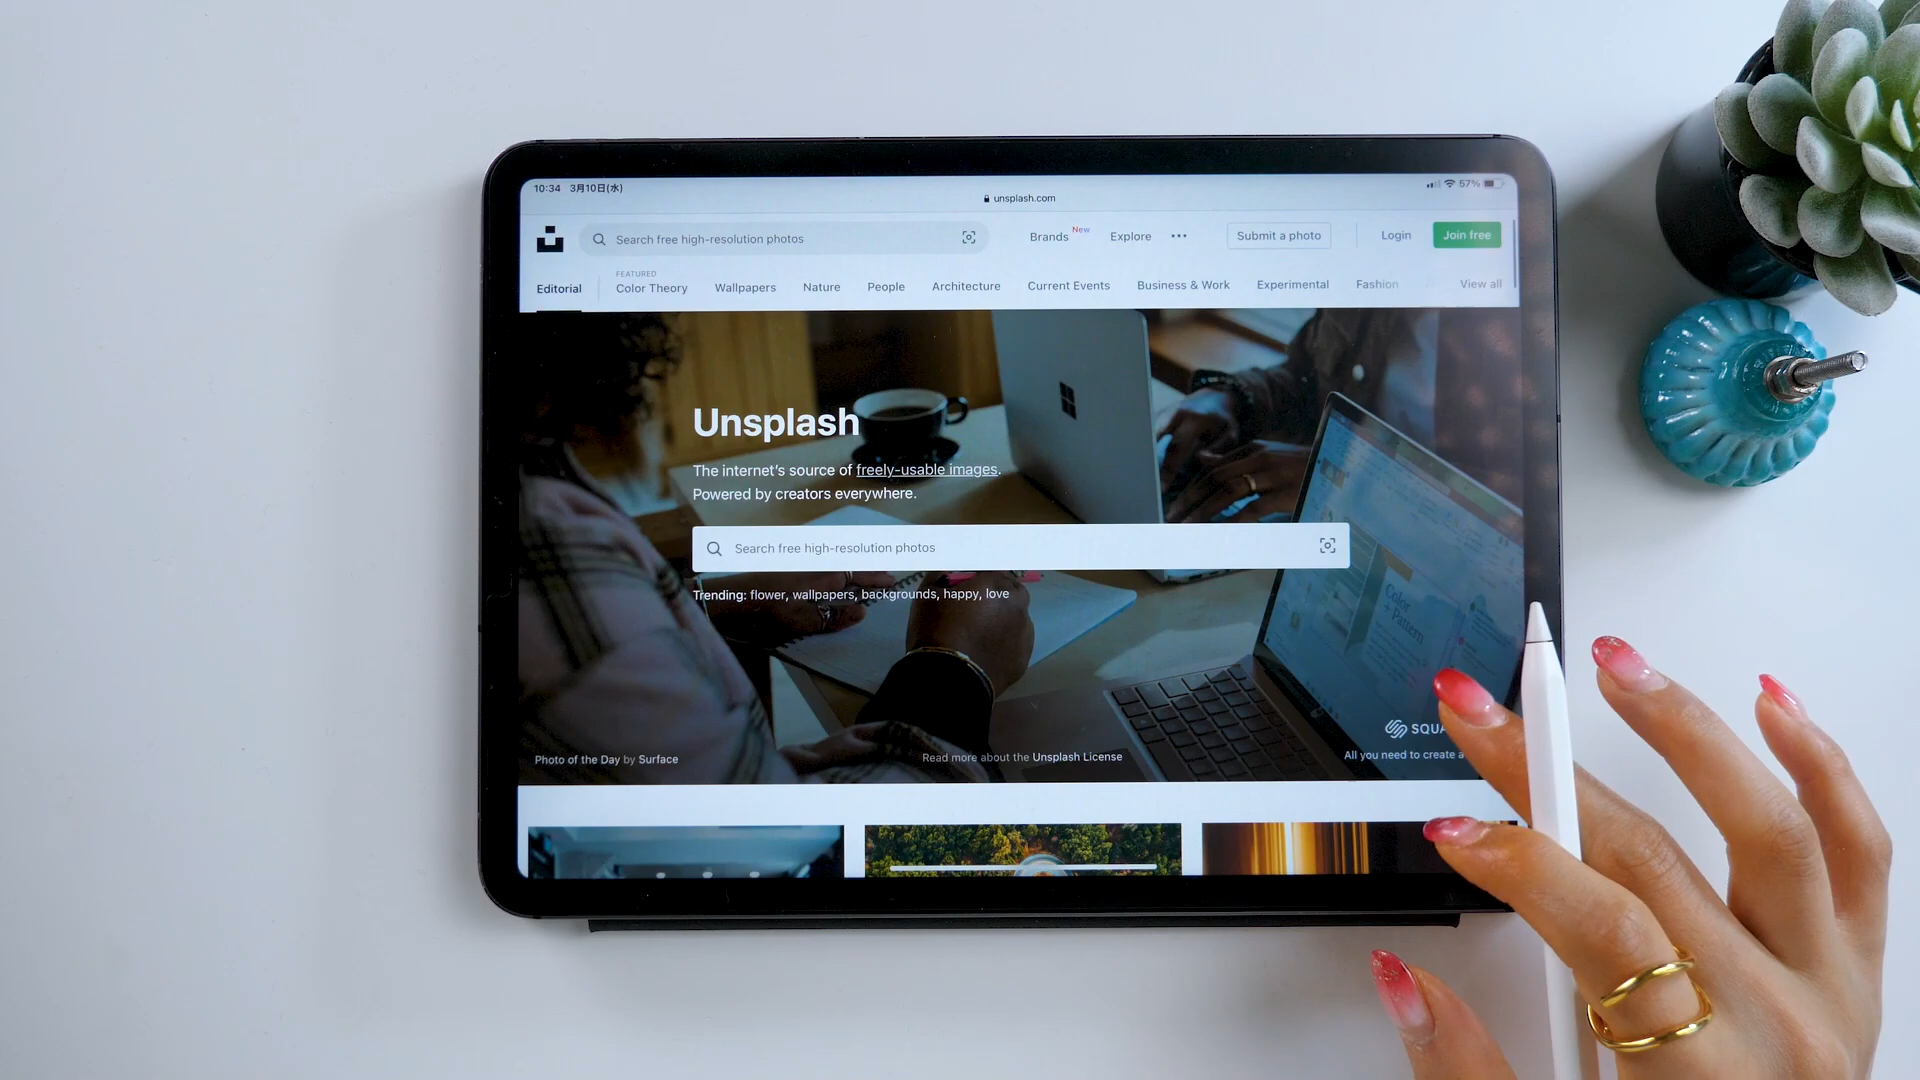 10:34 3月10日(水)
57%
unsplash.com
Search free high-resolution photos
Brands New
Explore
Submit a photo
Login
Join free
Editorial
FEATURED
Color Theory
Wallpapers
Nature
People
Architecture
Current Events
Business & Work
Experimental
Fashion
View all
Unsplash
The internet's source of freely-usable images.
Powered by creators everywhere.
Search free high-resolution photos
Trending: flower, wallpapers, backgrounds, happy, love
Color
+ Pattern
Photo of the Day by Surface
Read more about the Unsplash License
SQUA
All you need to create a